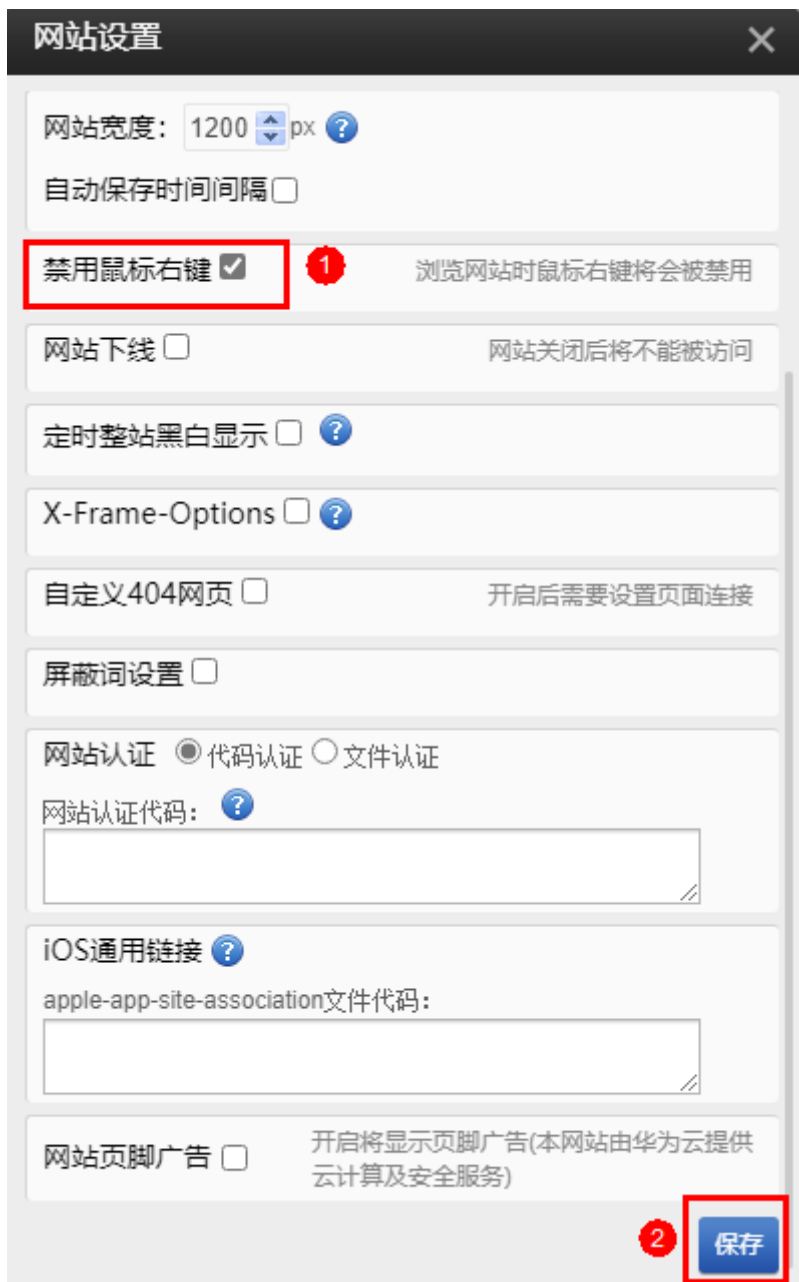 网站设置
网站宽度： 1200 px ?
自动保存时间间隔
禁用鼠标右键 1 浏览网站时鼠标右键将会被禁用
网站下线 网站关闭后将不能被访问
定时整站黑白显示 ?
X-Frame-Options ?
自定义404网页 开启后需要设置页面连接
屏蔽词设置
网站认证 代码认证 文件认证
网站认证代码： ?
iOS通用链接 ?
apple-app-site-association文件代码：
网站页脚广告 开启将显示页脚广告(本网站由华为云提供
云计算及安全服务)
2 保存